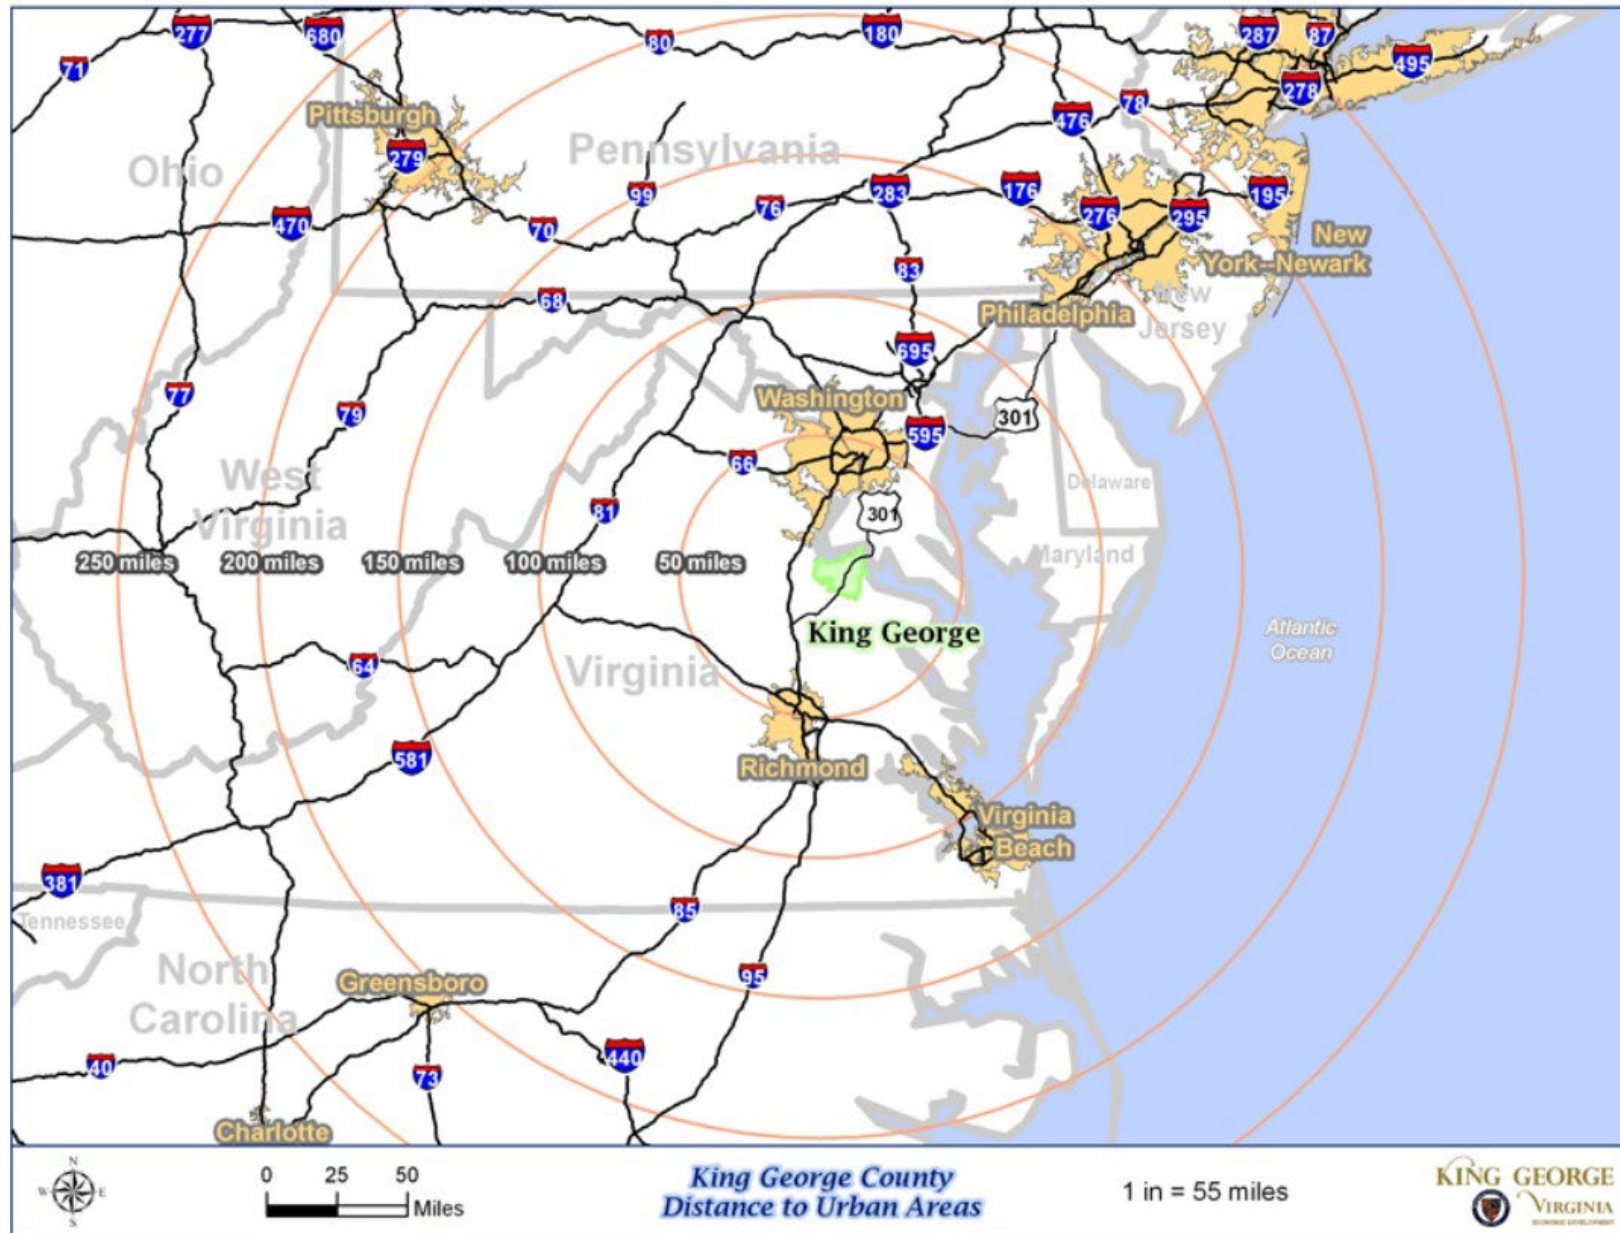 277
680
80
180
287
87
71
495
278
Pittsburgh
78
476
Pennsylvania
279
Ohio
99
283
176
195
76
276
295
470
70
New
York--Newark
83
68
New
Jersey
Philadelphia
695
77
Washington
79
301
595
66
West
Virginia
Delaware
81
301
250 miles
200 miles
150 miles
100 miles
50 miles
Maryland
King George
Atlantic
Ocean
64
Virginia
581
Richmond
Virginia
Beach
381
85
Tennessee
North
Carolina
Greensboro
95
40
440
73
Charlotte
N
W
E
S
0 25 50
Miles
King George County
Distance to Urban Areas
1 in = 55 miles
KING GEORGE
VIRGINIA
ECONOMIC DEVELOPMENT